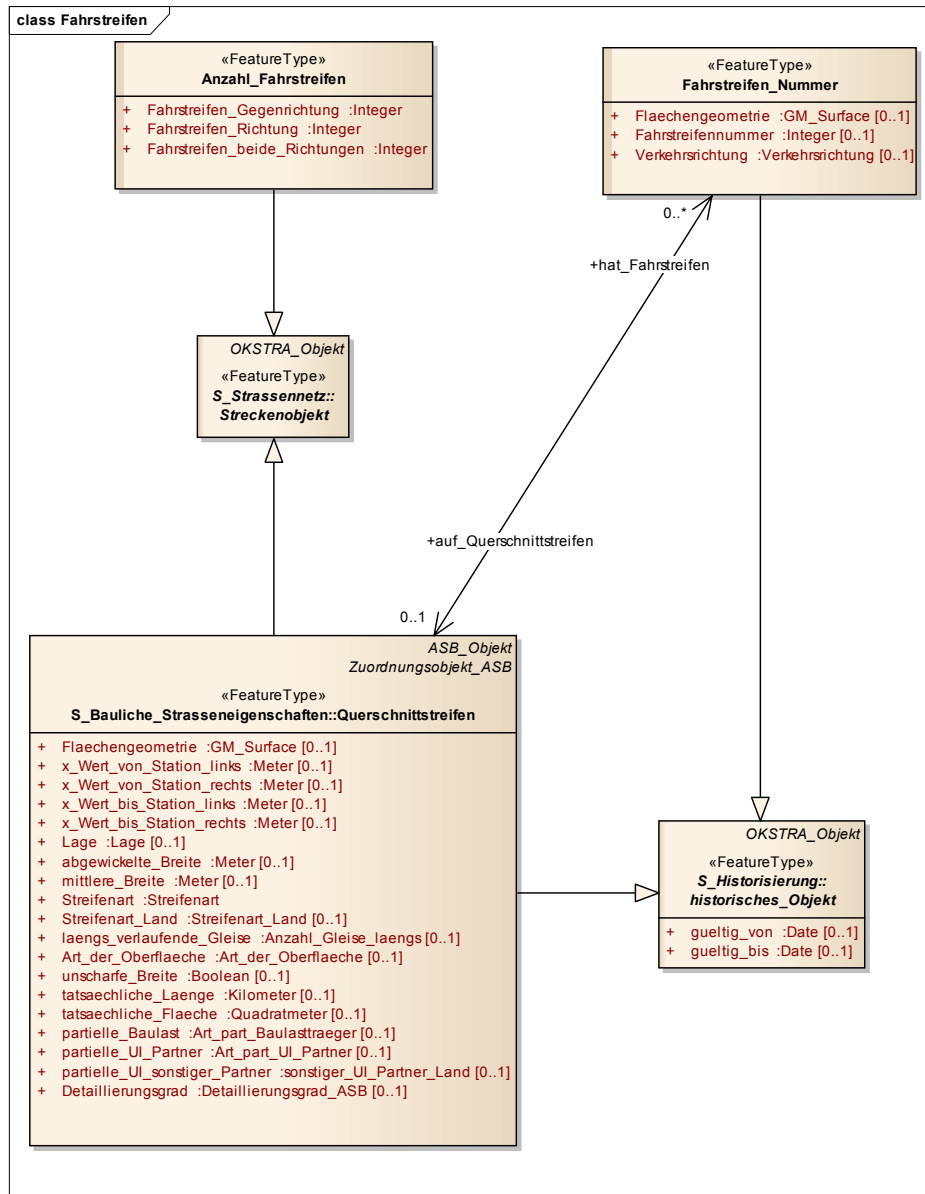 class Fahrstreifen
«FeatureType»
Anzahl_Fahrstreifen
+ Fahrstreifen_Gegenrichtung :Integer
+ Fahrstreifen_Richtung :Integer
+ Fahrstreifen_beide_Richtungen :Integer
«FeatureType»
Fahrstreifen_Nummer
+ Flaechengeometrie :GM_Surface [0..1]
+ Fahrstreifennummer :Integer [0..1]
+ Verkehrsrichtung :Verkehrsrichtung [0..1]
0..*
+hat_Fahrstreifen
OKSTRA_Objekt
«FeatureType»
S_Strassennetz::
Streckenobjekt
+auf_Querschnittstreifen
0..1
ASB_Objekt
Zuordnungsobjekt_ASB
«FeatureType»
S_Bauliche_Strasseneigenschaften::Querschnittstreifen
+ Flaechengeometrie :GM_Surface [0..1]
+ x_Wert_von_Station_links :Meter [0..1]
+ x_Wert_von_Station_rechts :Meter [0..1]
+ x_Wert_bis_Station_links :Meter [0..1]
+ x_Wert_bis_Station_rechts :Meter [0..1]
+ Lage :Lage [0..1]
+ abgewickelte_Breite :Meter [0..1]
+ mittlere_Breite :Meter [0..1]
+ Streifenart :Streifenart
+ Streifenart_Land :Streifenart_Land [0..1]
+ laengs_verlaufende_Gleise :Anzahl_Gleise_laengs [0..1]
+ Art_der_Oberflaeche :Art_der_Oberflaeche [0..1]
+ unscharfe_Breite :Boolean [0..1]
+ tatsaechliche_Laenge :Kilometer [0..1]
+ tatsaechliche_Flaeche :Quadratmeter [0..1]
+ partielle_Baulast :Art_part_Baulasttraeger [0..1]
+ partielle_UI_Partner :Art_part_UI_Partner [0..1]
+ partielle_UI_sonstiger_Partner :sonstiger_UI_Partner_Land [0..1]
+ Detaillierungsgrad :Detaillierungsgrad_ASB [0..1]
OKSTRA_Objekt
«FeatureType»
S_Historisierung::
historisches_Objekt
+ gueltig_von :Date [0..1]
+ gueltig_bis :Date [0..1]